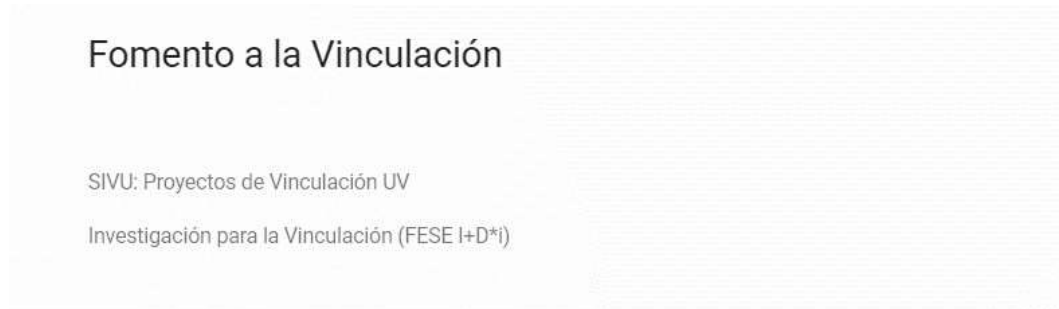 Fomento a la Vinculación
SIVU: Proyectos de Vinculación UV
Investigación para la Vinculación (FESE I+D*i)